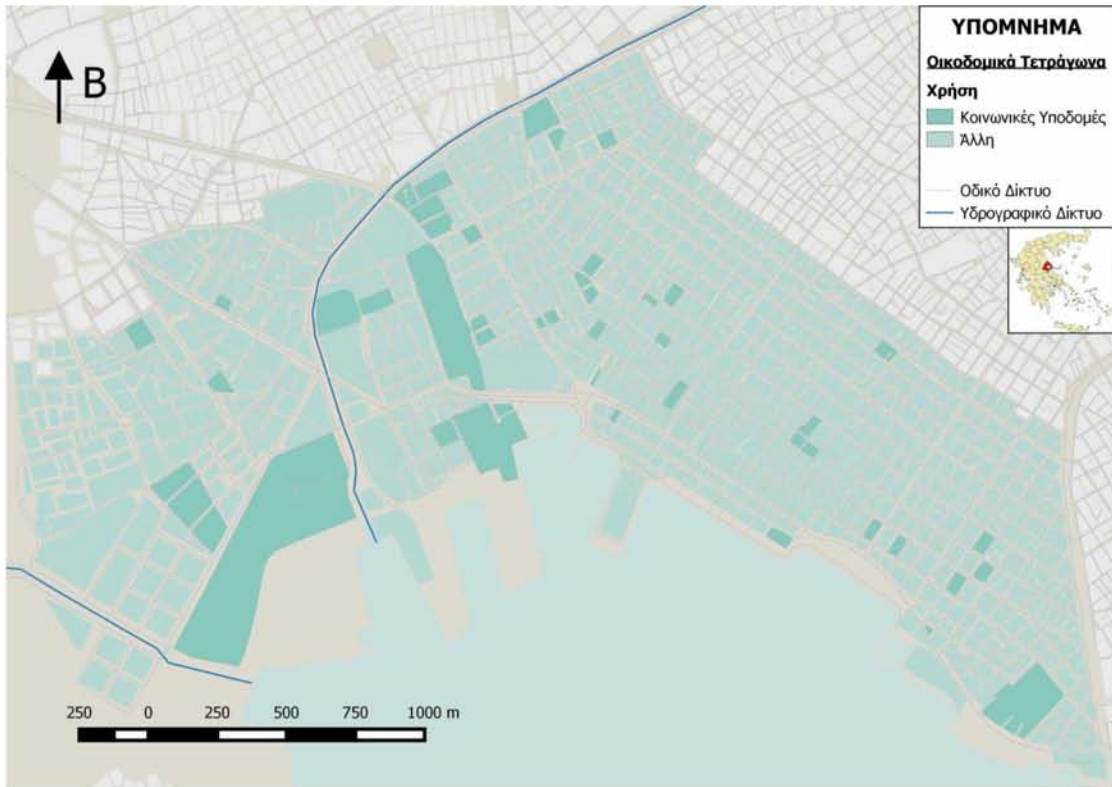 ΥΠΟΜΝΗΜΑ
Οικοδομικά Τετράγωνα
Χρήση
Κοινωνικές Υποδομές
Άλλη
Οδικό Δίκτυο
Υδρογραφικό Δίκτυο
Β
250 0 250 500 750 1000 m